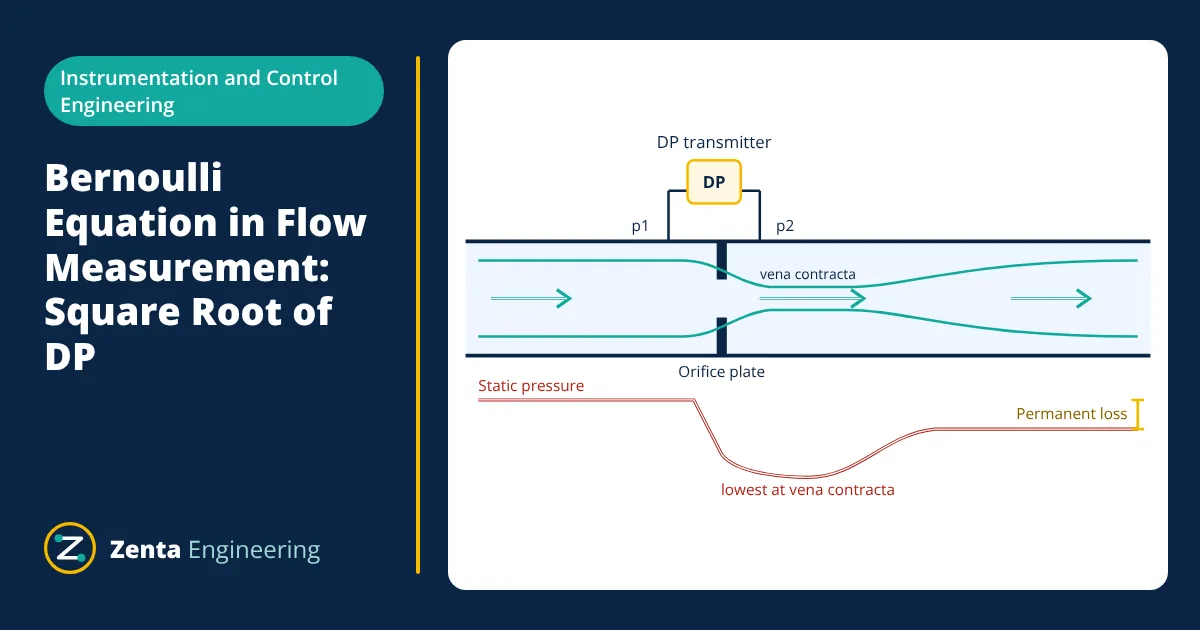 Instrumentation and Control
Engineering
Bernoulli
Equation in Flow
Measurement:
Square Root of
DP
Zenta Engineering
DP transmitter
DP
p1
p2
vena contracta
Orifice plate
Static pressure
Permanent loss
lowest at vena contracta